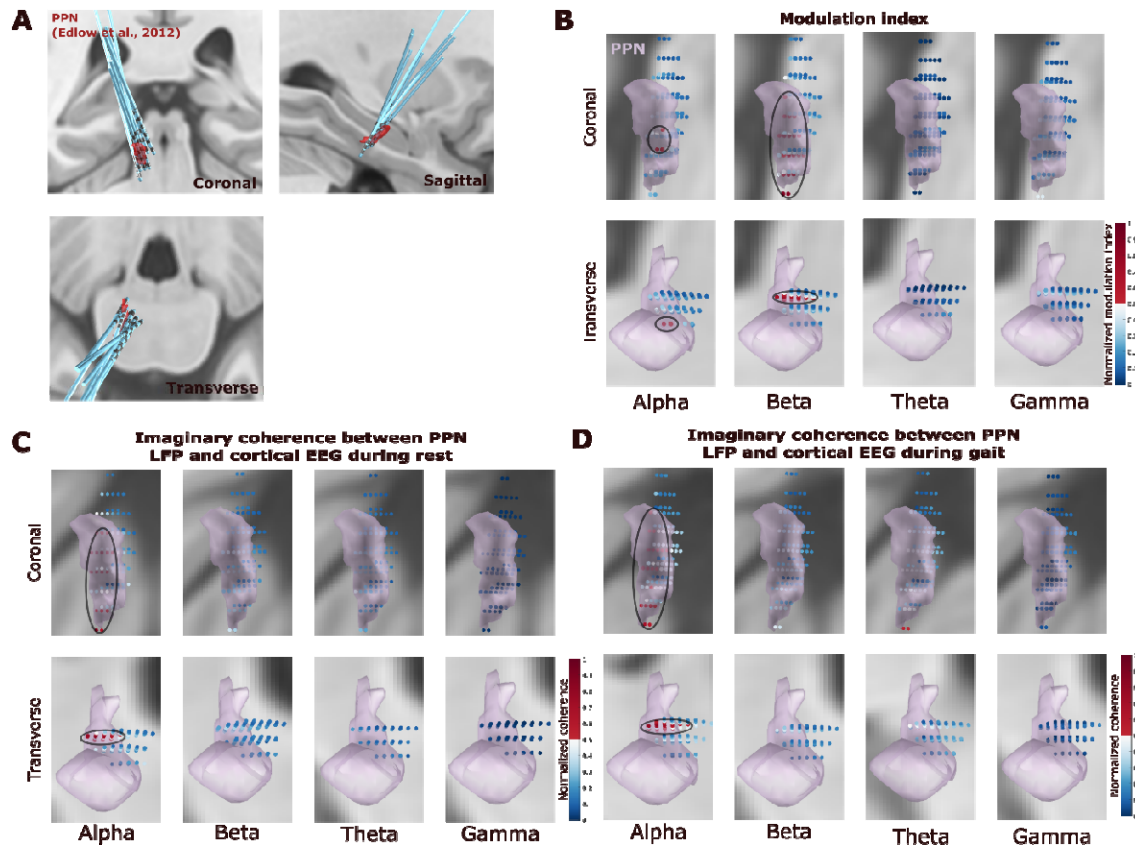 A
PPN
(Edlow et al., 2012)
Coronal
Sagittal
Transverse
B
Modulation index
PPN
Coronal
Transverse
Normalized modulation index
Alpha
Beta
Theta
Gamma
C
Imaginary coherence between PPN
LFP and cortical EEG during rest
Coronal
Transverse
Normalized coherence
Alpha
Beta
Theta
Gamma
D
Imaginary coherence between PPN
LFP and cortical EEG during gait
Normalized coherence
Alpha
Beta
Theta
Gamma